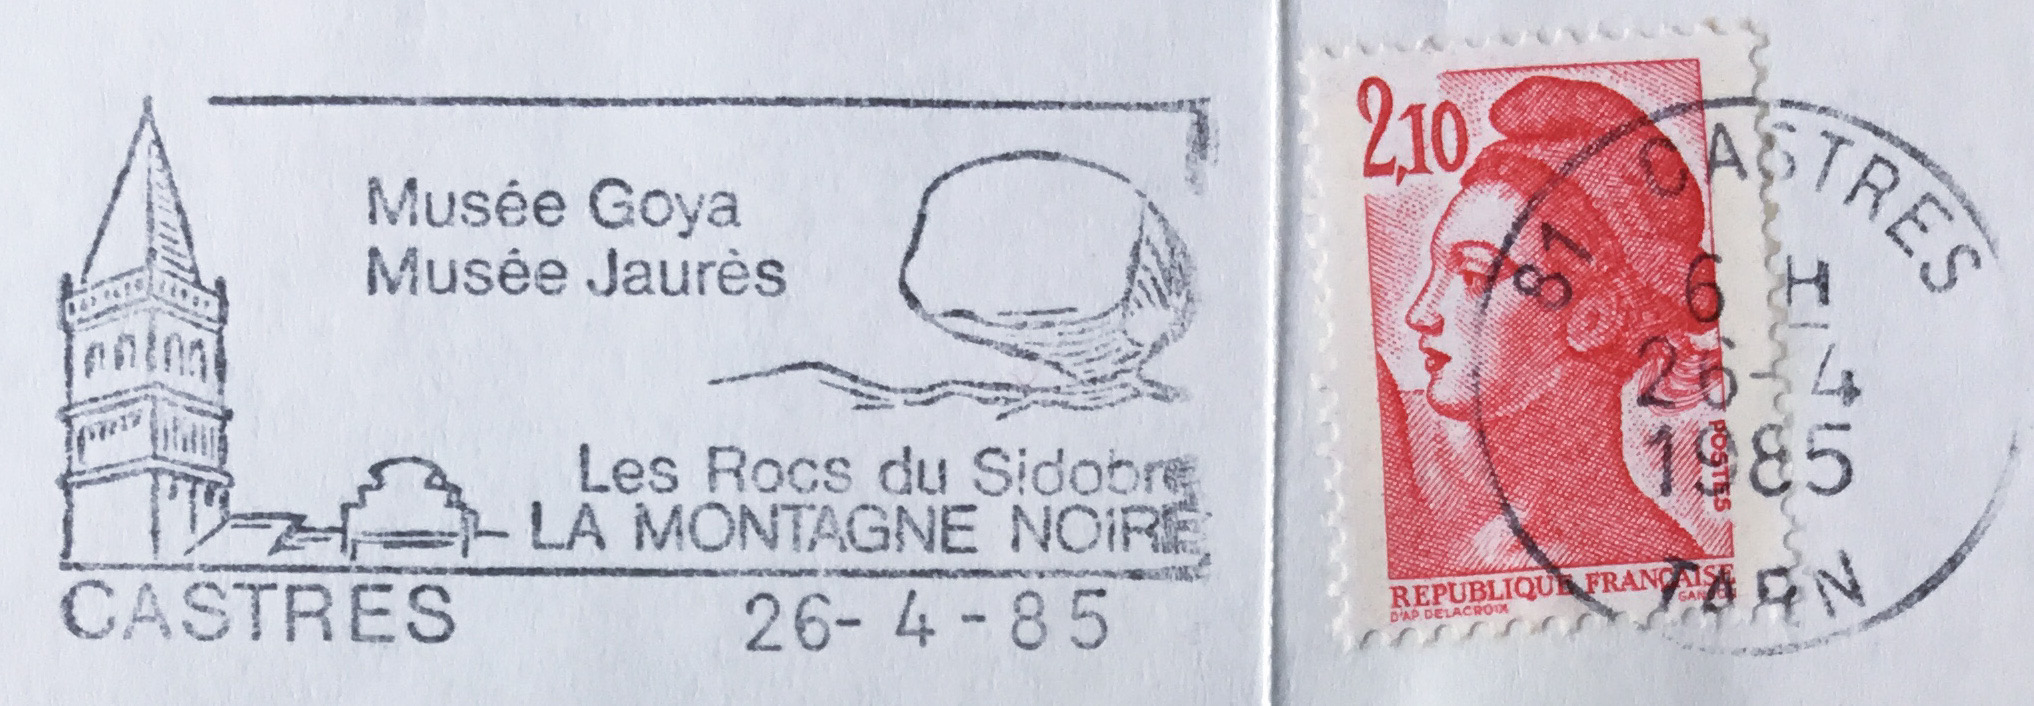 Musée Goya
Musée Jaurès
Les Rocs du Sidobre
LA MONTAGNE NOIRE
CASTRES
26-4-85
2,10
POSTES
REPUBLIQUE FRANÇAISE
D'AP. DELACROIX
GANDON
81 CASTRES
6 H
26-4
1985
TARN